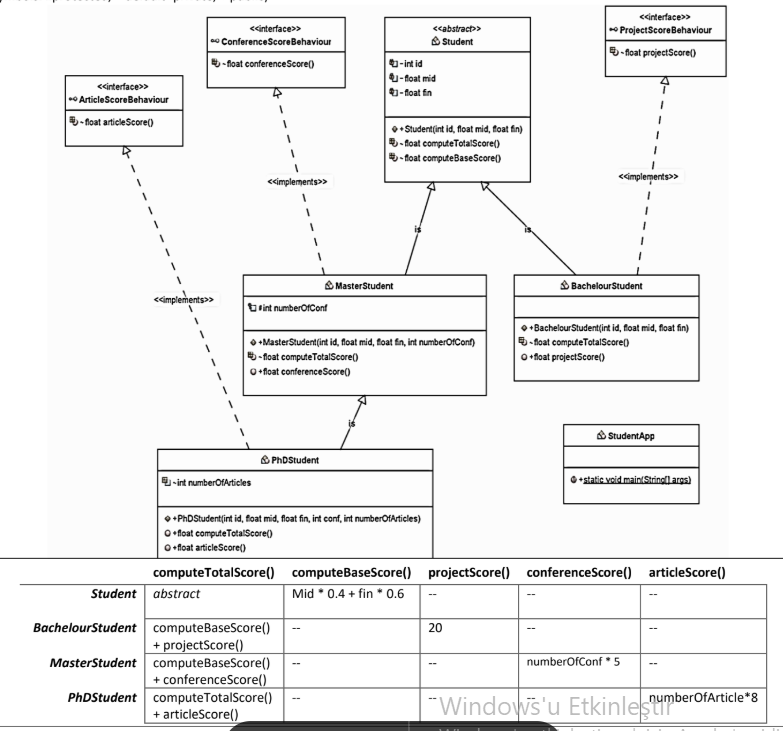 <<interface>>
ConferenceScoreBehaviour
~float conferenceScore()
<<abstract>>
Student
-int id
-float mid
-float fin
+Student(int id, float mid, float fin)
~float computeTotalScore()
~float computeBaseScore()
<<interface>>
ProjectScoreBehaviour
~float projectScore()
<<interface>>
ArticleScoreBehaviour
~float articleScore()
<<implements>>
<<implements>>
is
is
<<implements>>
MasterStudent
#int numberOfConf
+MasterStudent(int id, float mid, float fin, int numberOfConf)
~float computeTotalScore()
+float conferenceScore()
BachelourStudent
+BachelourStudent(int id, float mid, float fin)
~float computeTotalScore()
+float projectScore()
is
PhDStudent
~int numberOfArticles
+PhDStudent(int id, float mid, float fin, int conf, int numberOfArticles)
+float computeTotalScore()
+float articleScore()
StudentApp
+static void main(String[] args)
computeTotalScore() computeBaseScore() projectScore() conferenceScore() articleScore()
Student abstract Mid * 0.4 + fin * 0.6 -- -- --
BachelourStudent computeBaseScore() -- 20 -- --
+ projectScore()
MasterStudent computeBaseScore() -- -- numberOfConf * 5 --
+ conferenceScore()
PhDStudent computeTotalScore() -- -- -- numberOfArticle*8
+ articleScore()
Windows'u Etkinleştir